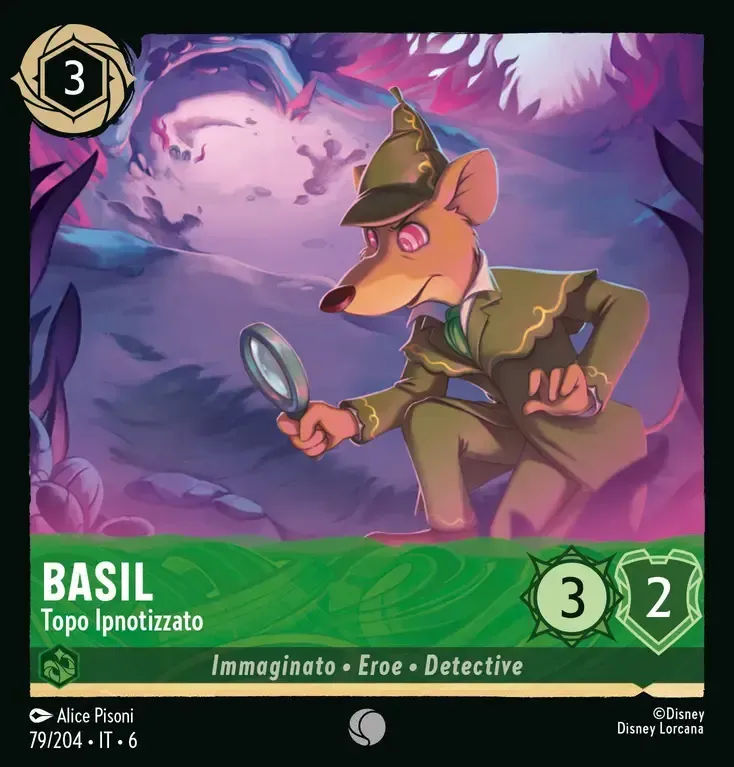 3
BASIL
Topo Ipnotizzato
3
2
Immaginato • Eroe • Detective
Alice Pisoni
©Disney
79/204 • IT • 6
Disney Lorcana